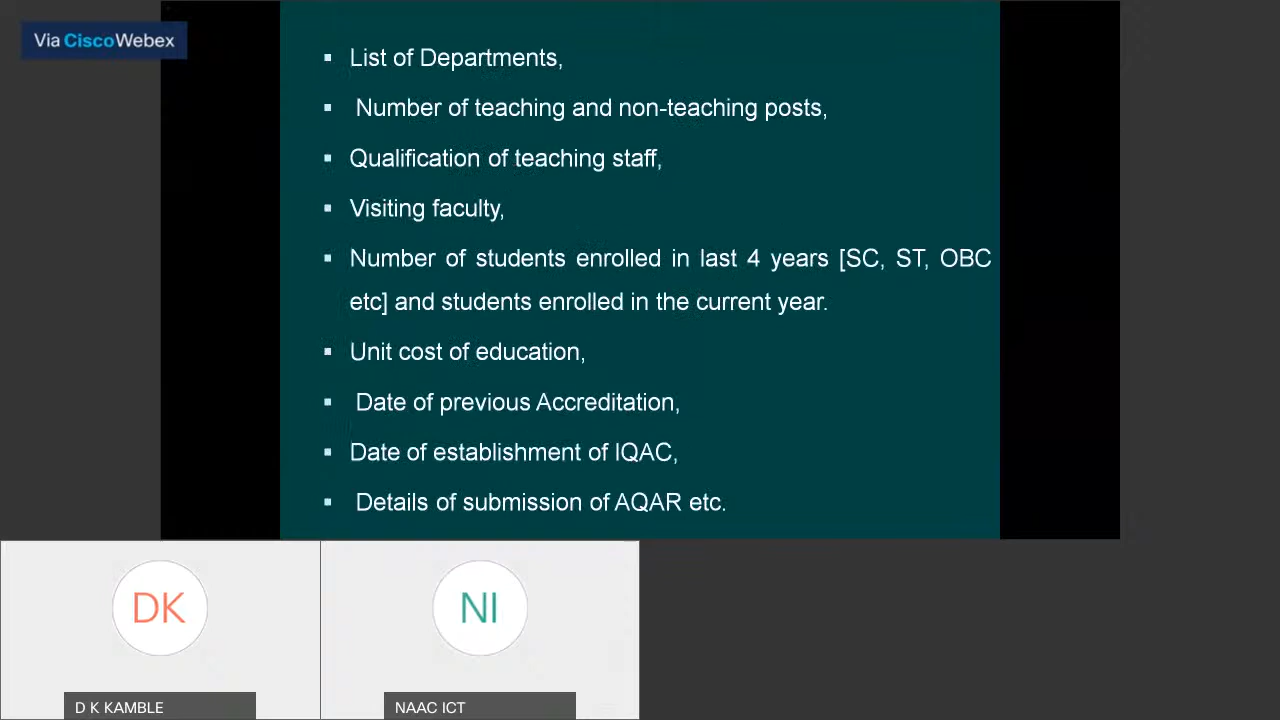 Via CiscoWebex
▪ List of Departments,
▪ Number of teaching and non-teaching posts,
▪ Qualification of teaching staff,
▪ Visiting faculty,
▪ Number of students enrolled in last 4 years [SC, ST, OBC
etc] and students enrolled in the current year.
▪ Unit cost of education,
▪ Date of previous Accreditation,
▪ Date of establishment of IQAC,
▪ Details of submission of AQAR etc.
DK
NI
D K KAMBLE
NAAC ICT